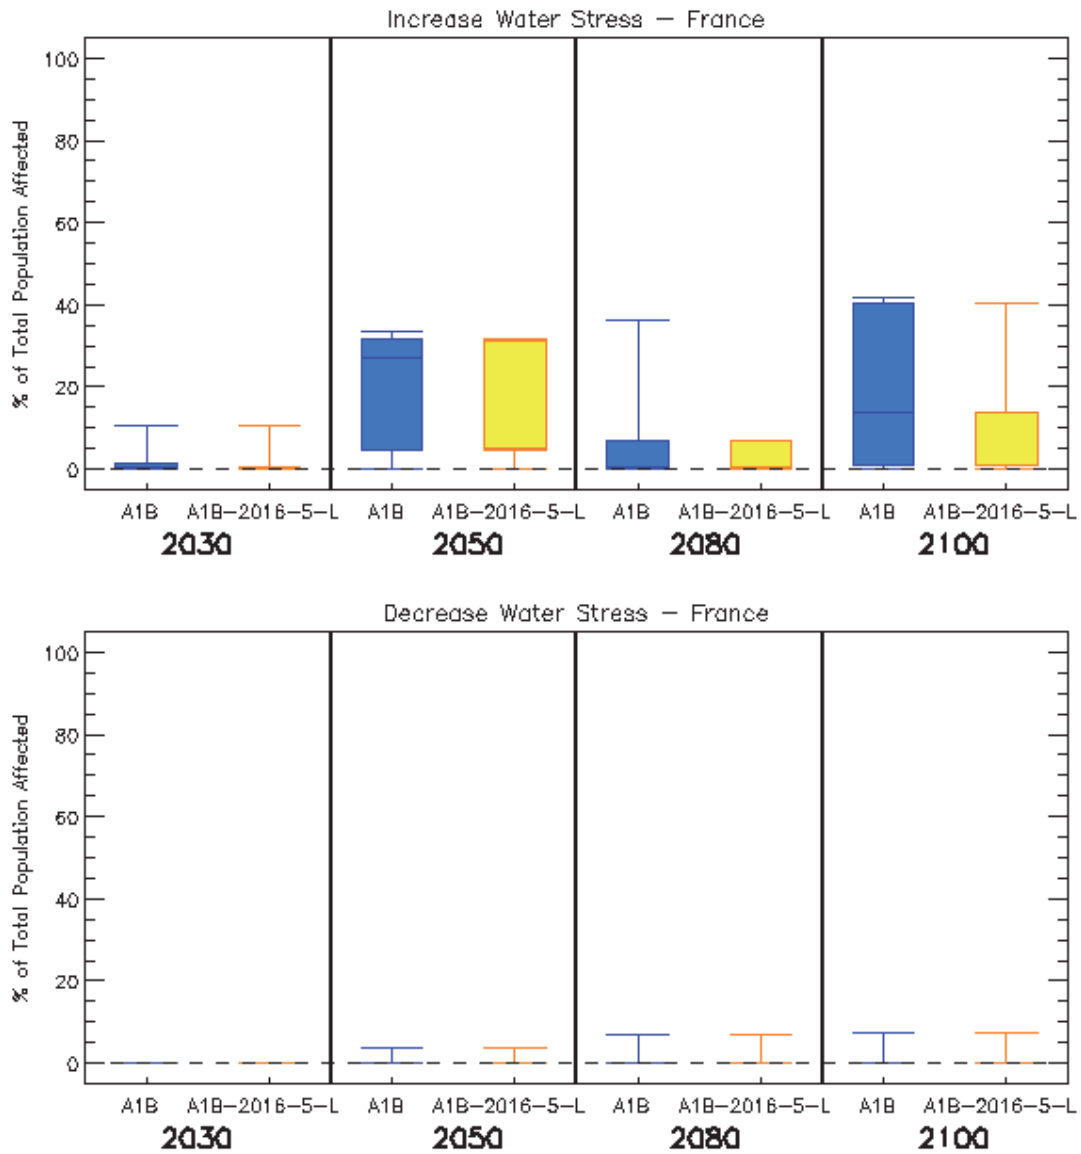 Increase Water Stress – France
% of Total Population Affected
100
80
60
40
20
0
A1B A1B–2016–5–L A1B A1B–2016–5–L A1B A1B–2016–5–L A1B A1B–2016–5–L
2030 2050 2080 2100
Decrease Water Stress – France
% of Total Population Affected
100
80
60
40
20
0
A1B A1B–2016–5–L A1B A1B–2016–5–L A1B A1B–2016–5–L A1B A1B–2016–5–L
2030 2050 2080 2100